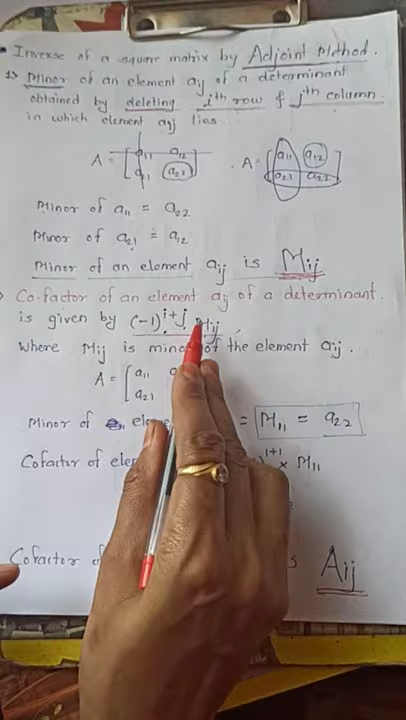 Inverse of a square matrix by Adjoint Method.
1) Minor of an element aij of a determinant
obtained by deleting ith row & jth column
in which element aij lies
A = [a11 a12 . A = [a11 a12
a21 a22] a21 a22]
Minor of a11 = a22
Minor of a21 = a12
Minor of an element aij is Mij
Co-factor of an element aij of a determinant
is given by (-1)^i+j Mij
where Mij is minor of the element aij.
A = [a11
a21
Minor of = M11 = a22
Cofactor of 1+1 × M11
Cofactor of Aij